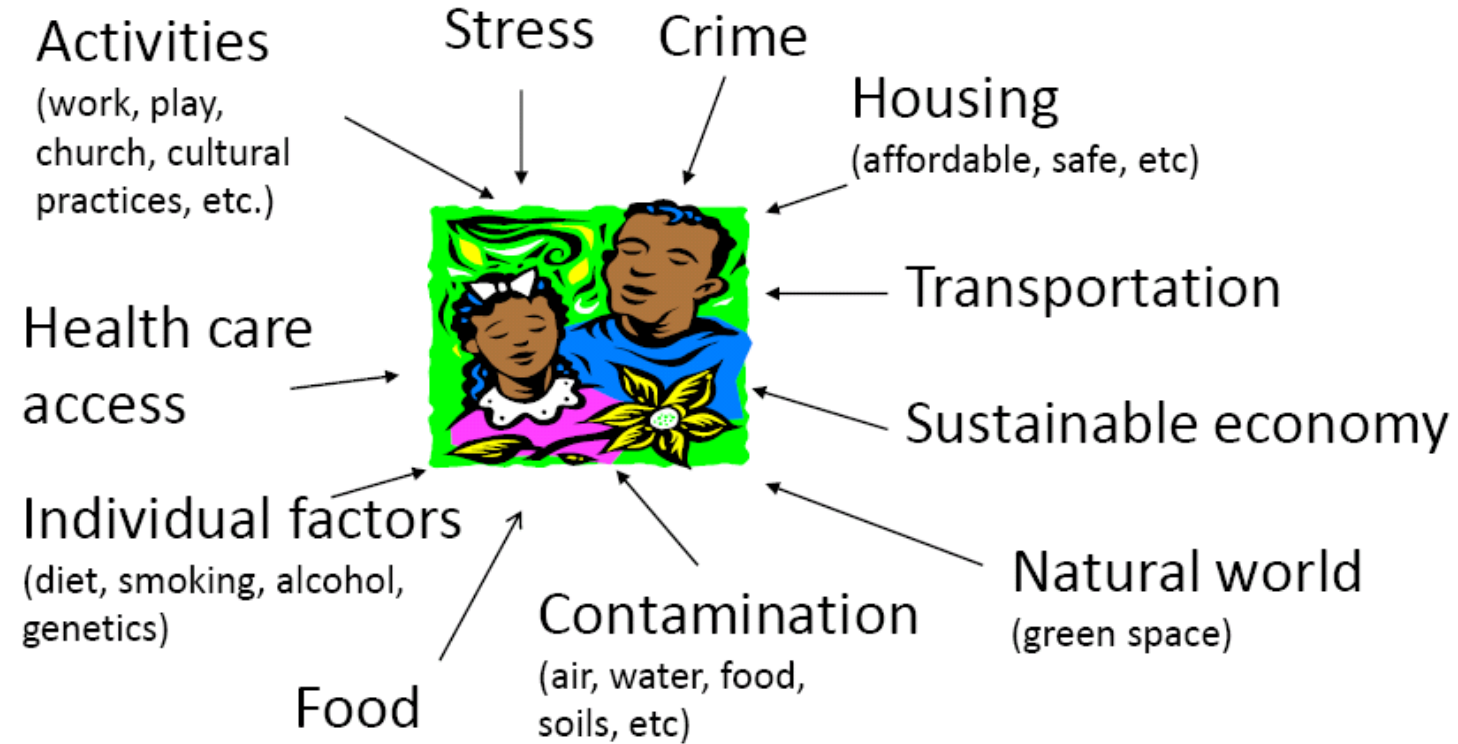 Activities
(work, play,
church, cultural
practices, etc.)
Stress
Crime
Housing
(affordable, safe, etc)
Transportation
Sustainable economy
Natural world
(green space)
Contamination
(air, water, food,
soils, etc)
Food
Individual factors
(diet, smoking, alcohol,
genetics)
Health care
access